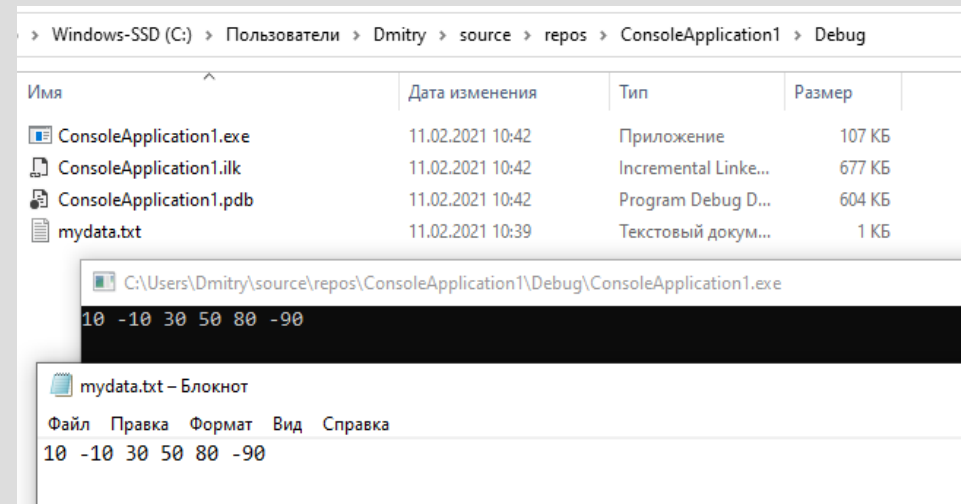 › Windows-SSD (C:) › Пользователи › Dmitry › source › repos › ConsoleApplication1 › Debug
Имя Дата изменения Тип Размер
ConsoleApplication1.exe 11.02.2021 10:42 Приложение 107 КБ
ConsoleApplication1.ilk 11.02.2021 10:42 Incremental Linke... 677 КБ
ConsoleApplication1.pdb 11.02.2021 10:42 Program Debug D... 604 КБ
mydata.txt 11.02.2021 10:39 Текстовый докум... 1 КБ
C:\Users\Dmitry\source\repos\ConsoleApplication1\Debug\ConsoleApplication1.exe
10 -10 30 50 80 -90
mydata.txt – Блокнот
Файл Правка Формат Вид Справка
10 -10 30 50 80 -90